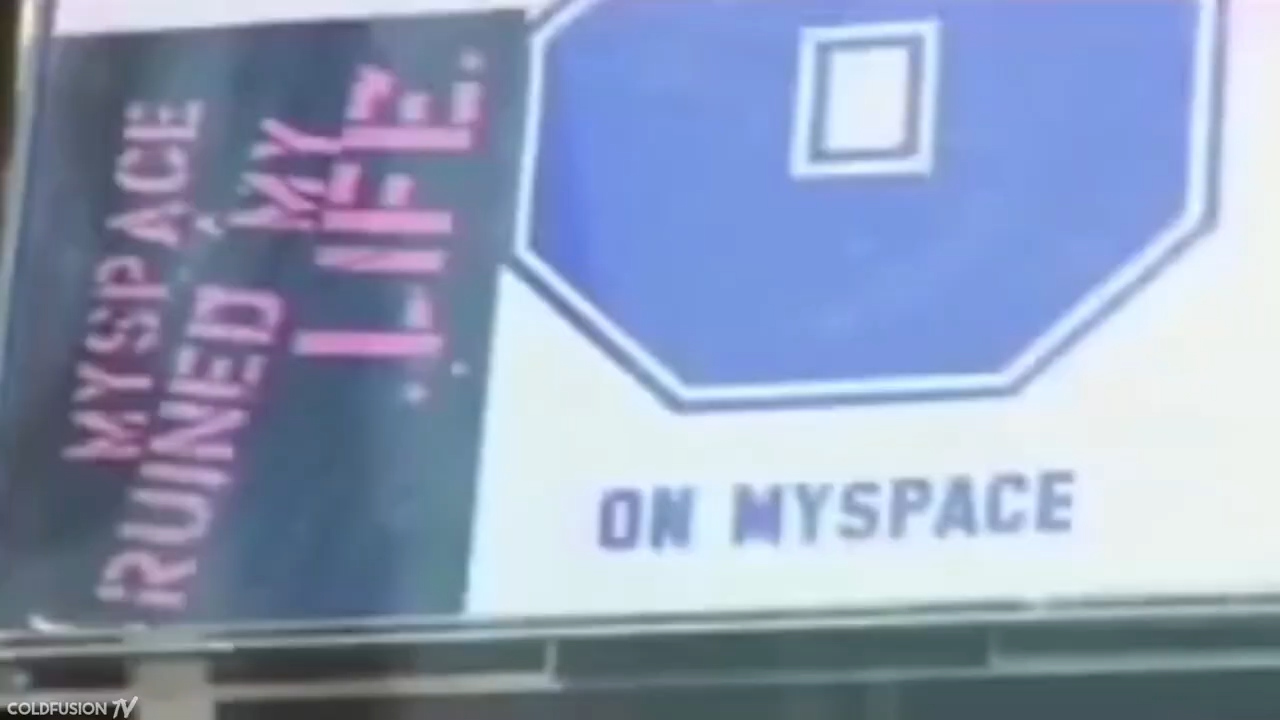 MYSPACE
RUINED MY
LIFE.
ON MYSPACE
COLDFUSION TV